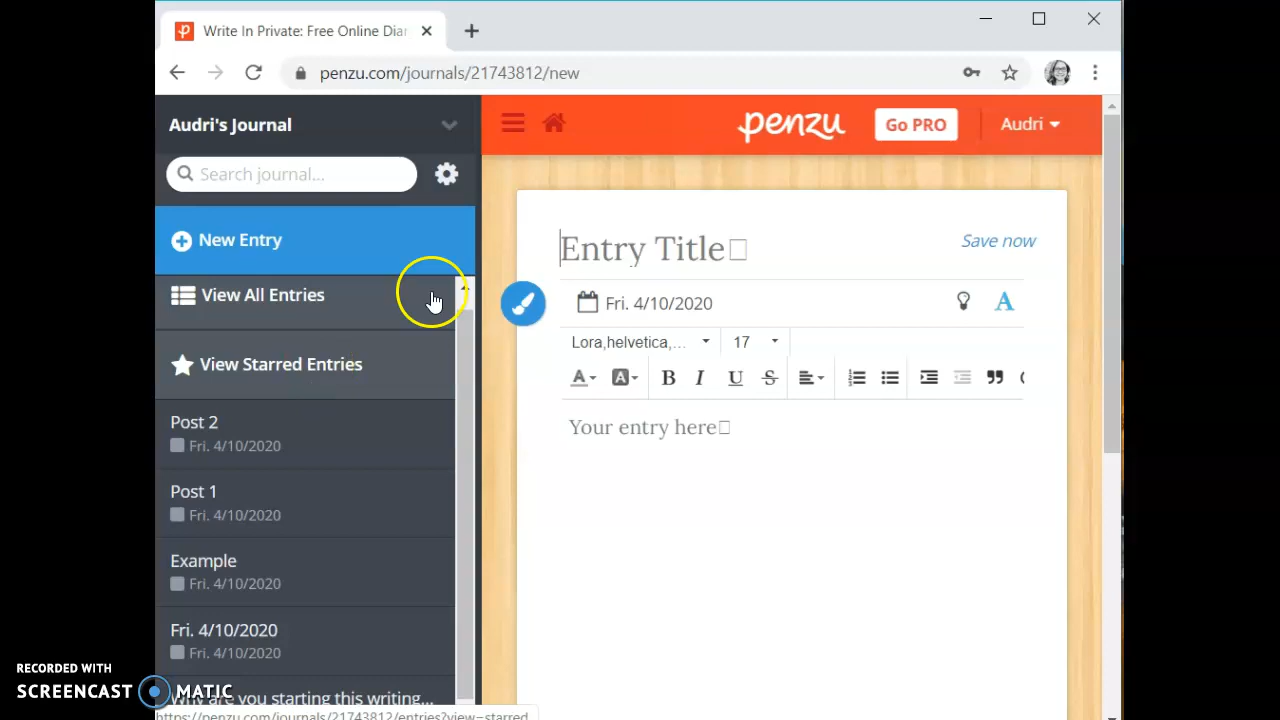 Write In Private: Free Online Diar
penzu.com/journals/21743812/new
Audri's Journal
Search journal...
New Entry
View All Entries
View Starred Entries
Post 2
Fri. 4/10/2020
Post 1
Fri. 4/10/2020
Example
Fri. 4/10/2020
Fri. 4/10/2020
Fri. 4/10/2020
Why are you starting this writing...
https://penzu.com/journals/21743812/entries?view=starred
penzu
Go PRO
Audri
Entry Title
Save now
Fri. 4/10/2020
A
Lora,helvetica,...
17
A A B I U S
Your entry here
RECORDED WITH
SCREENCAST MATIC